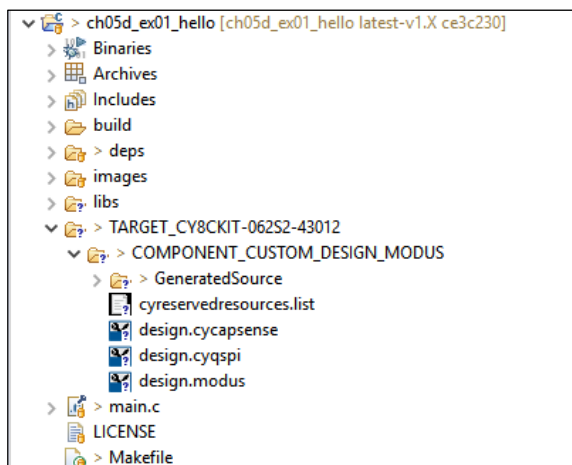 > ch05d_ex01_hello [ch05d_ex01_hello latest-v1.X ce3c230]
Binaries
Archives
Includes
build
> deps
images
libs
> TARGET_CY8CKIT-062S2-43012
> COMPONENT_CUSTOM_DESIGN_MODUS
> GeneratedSource
cyreservedresources.list
design.cycapsense
design.cyqspi
design.modus
> main.c
LICENSE
> Makefile